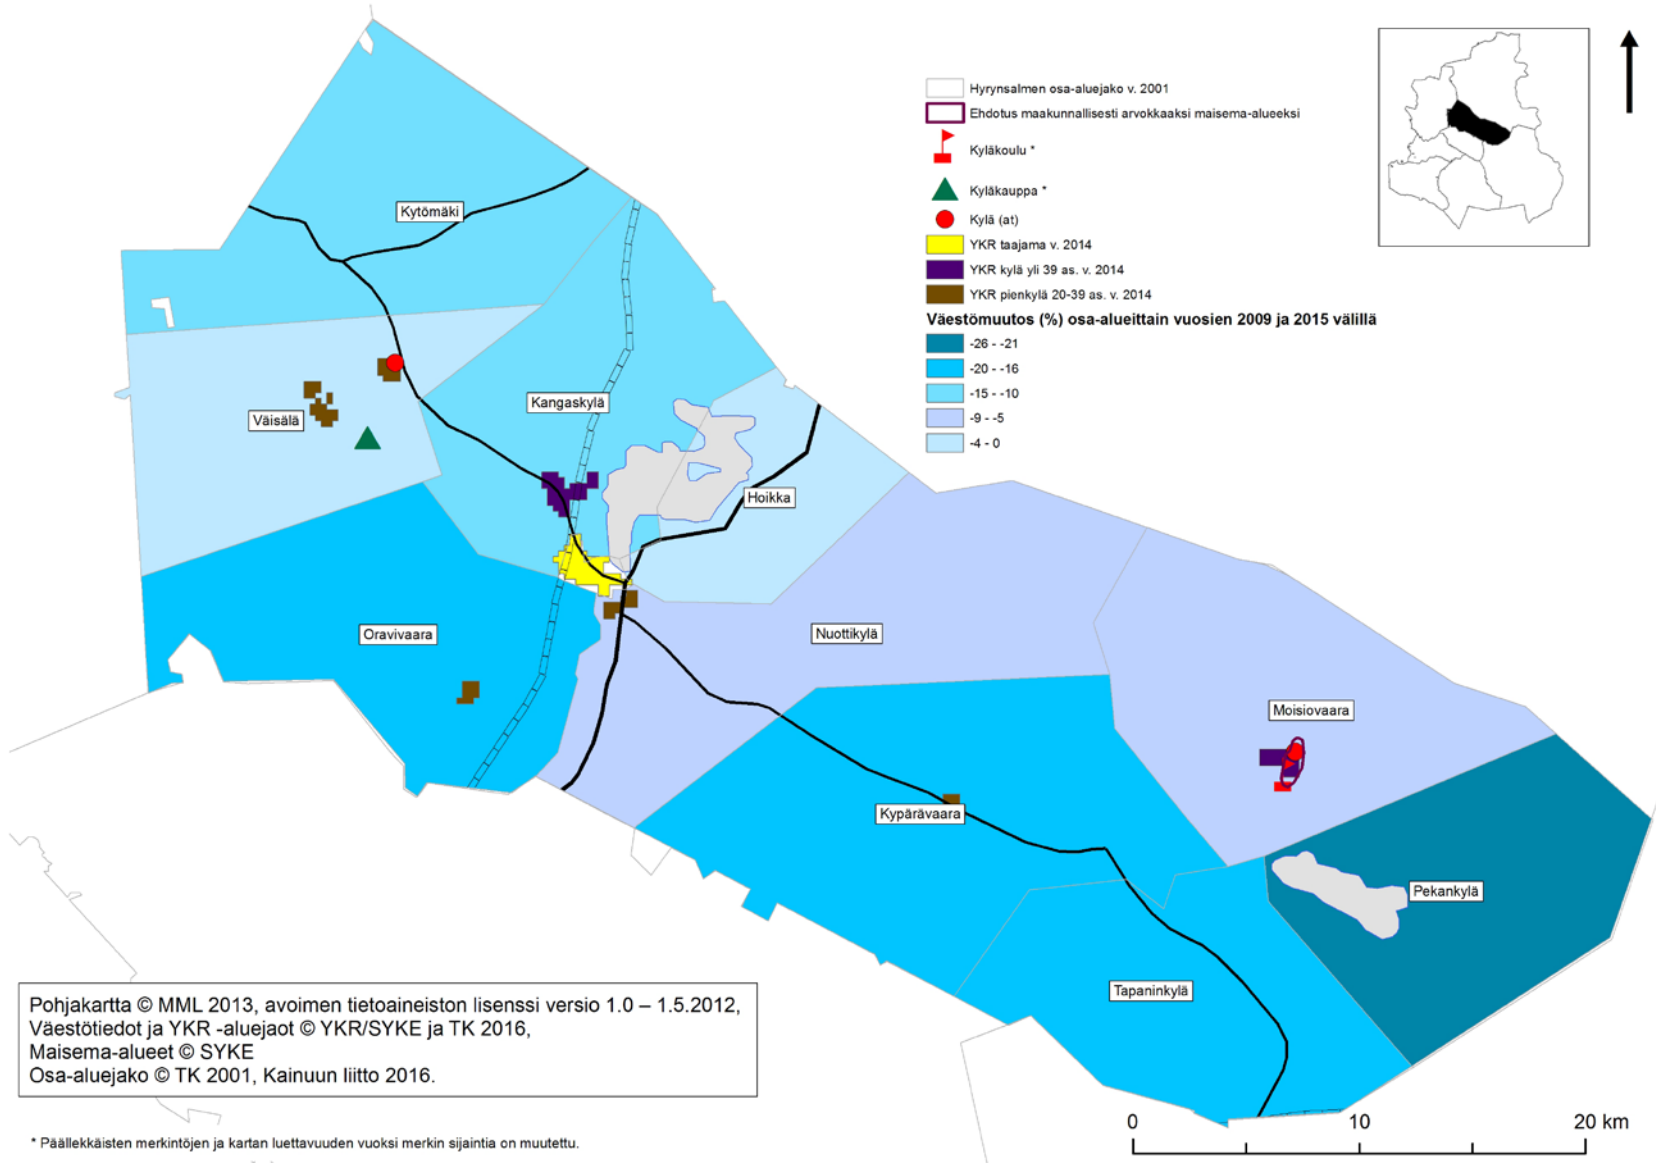 Hyrynsalmen osa-aluejako v. 2001
Ehdotus maakunnallisesti arvokkaaksi maisema-alueeksi
Kyläkoulu *
Kyläkauppa *
Kylä (at)
YKR taajama v. 2014
YKR kylä yli 39 as. v. 2014
YKR pienkylä 20-39 as. v. 2014
Väestömuutos (%) osa-alueittain vuosien 2009 ja 2015 välillä
-26 - -21
-20 - -16
-15 - -10
-9 - -5
-4 - 0
Kytömäki
Kangaskylä
Väisälä
Hoikka
Oravivaara
Nuottikylä
Moisiovaara
Kypärävaara
Pekankylä
Tapaninkylä
Pohjakartta © MML 2013, avoimen tietoaineiston lisenssi versio 1.0 – 1.5.2012,
Väestötiedot ja YKR -aluejaot © YKR/SYKE ja TK 2016,
Maisema-alueet © SYKE
Osa-aluejako © TK 2001, Kainuun liitto 2016.
0 10 20 km
* Päällekkäisten merkintöjen ja kartan luettavuuden vuoksi merkin sijaintia on muutettu.